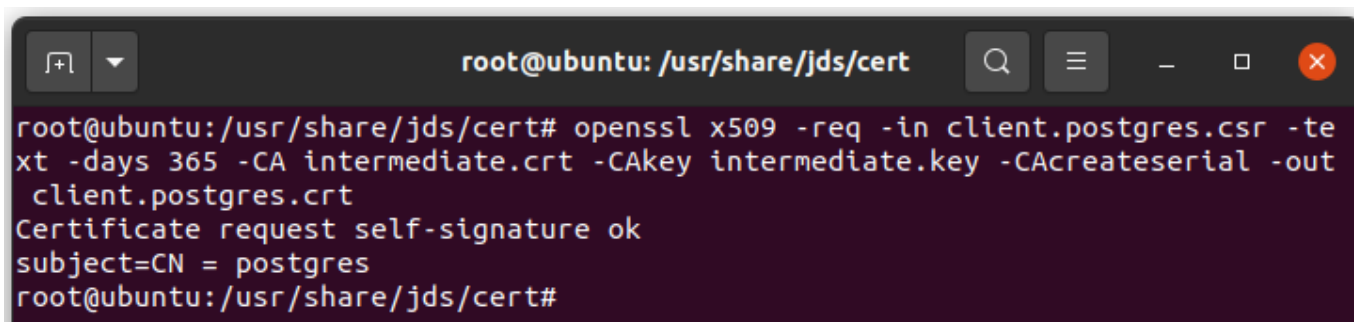 root@ubuntu: /usr/share/jds/cert
root@ubuntu:/usr/share/jds/cert# openssl x509 -req -in client.postgres.csr -te
xt -days 365 -CA intermediate.crt -CAkey intermediate.key -CAcreateserial -out
 client.postgres.crt
Certificate request self-signature ok
subject=CN = postgres
root@ubuntu:/usr/share/jds/cert#